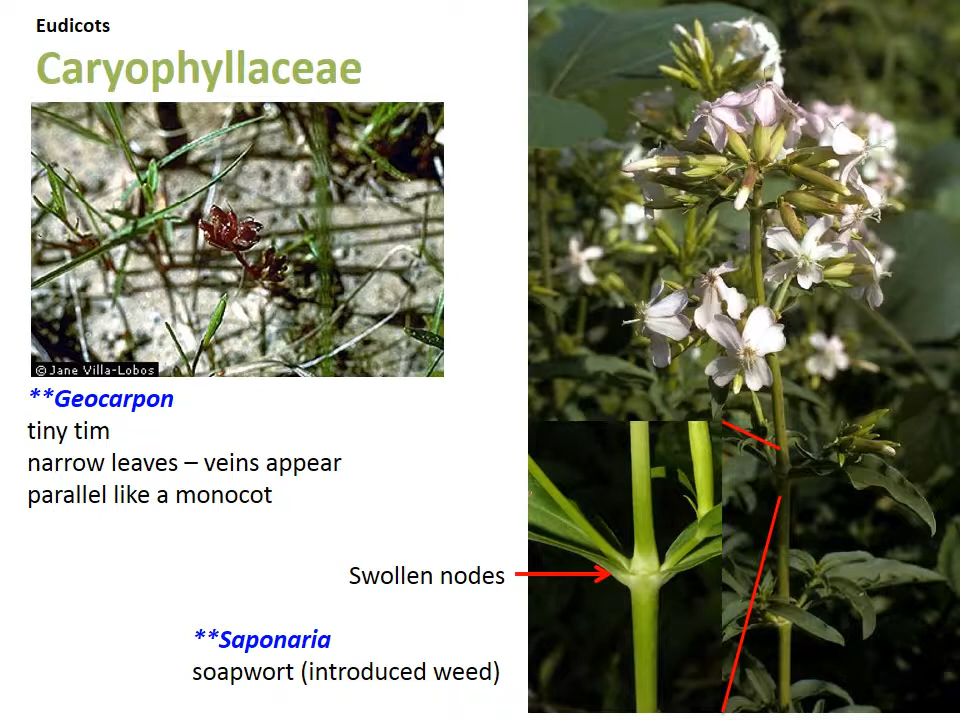 Eudicots
Caryophyllaceae
© Jane Villa-Lobos
**Geocarpon
tiny tim
narrow leaves – veins appear
parallel like a monocot
Swollen nodes
**Saponaria
soapwort (introduced weed)